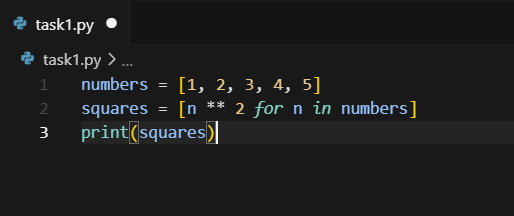 task1.py
task1.py > ...
1 numbers = [1, 2, 3, 4, 5]
2 squares = [n ** 2 for n in numbers]
3 print(squares)